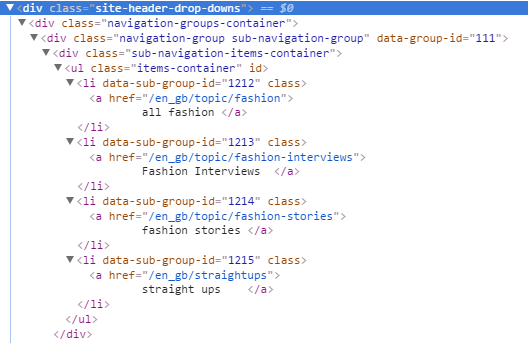 ▼<div class="site-header-drop-downs"> == $0
▼<div class="navigation-groups-container">
▼<div class="navigation-group sub-navigation-group" data-group-id="111">
▼<div class="sub-navigation-items-container">
▼<ul class="items-container" id>
▼<li data-sub-group-id="1212" class>
<a href="/en_gb/topic/fashion">
all fashion </a>
</li>
▼<li data-sub-group-id="1213" class>
<a href="/en_gb/topic/fashion-interviews">
Fashion Interviews </a>
</li>
▼<li data-sub-group-id="1214" class>
<a href="/en_gb/topic/fashion-stories">
fashion stories </a>
</li>
▼<li data-sub-group-id="1215" class>
<a href="/en_gb/straightups">
straight ups </a>
</li>
</ul>
</div>